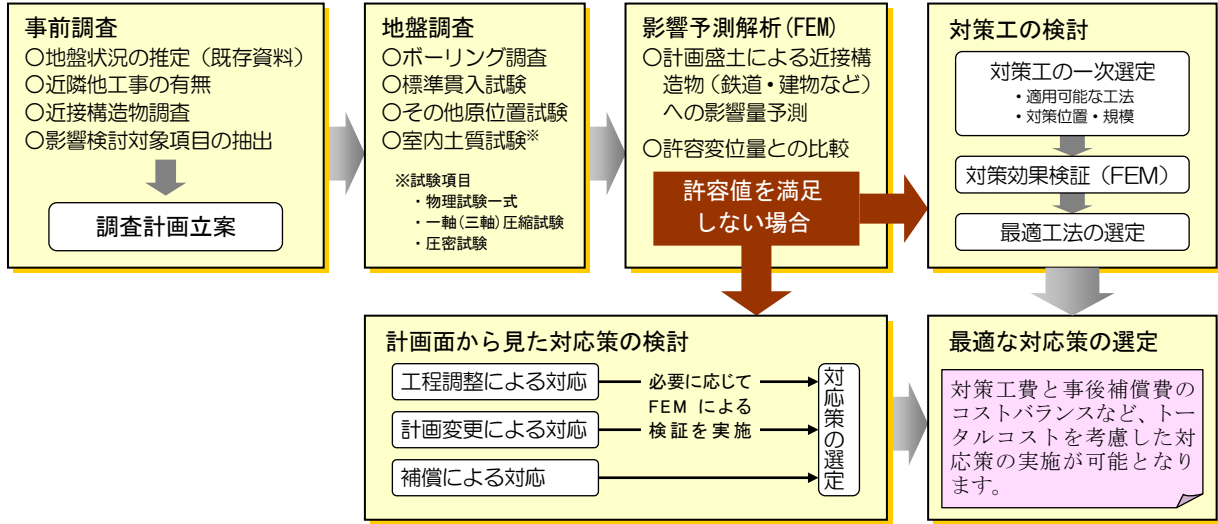 事前調査
○地盤状況の推定（既存資料）
○近隣他工事の有無
○近接構造物調査
○影響検討対象項目の抽出
調査計画立案
地盤調査
○ボーリング調査
○標準貫入試験
○その他原位置試験
○室内土質試験※
※試験項目
・物理試験一式
・一軸(三軸)圧縮試験
・圧密試験
影響予測解析(FEM)
○計画盛土による近接構
造物（鉄道・建物など）
への影響量予測
○許容変位量との比較
許容値を満足
しない場合
対策工の検討
対策工の一次選定
・適用可能な工法
・対策位置・規模
対策効果検証（FEM）
最適工法の選定
計画面から見た対応策の検討
工程調整による対応
計画変更による対応
補償による対応
必要に応じて
FEM による
検証を実施
対応策の選定
最適な対応策の選定
対策工費と事後補償費の
コストバランスなど、トー
タルコストを考慮した対
応策の実施が可能となり
ます。